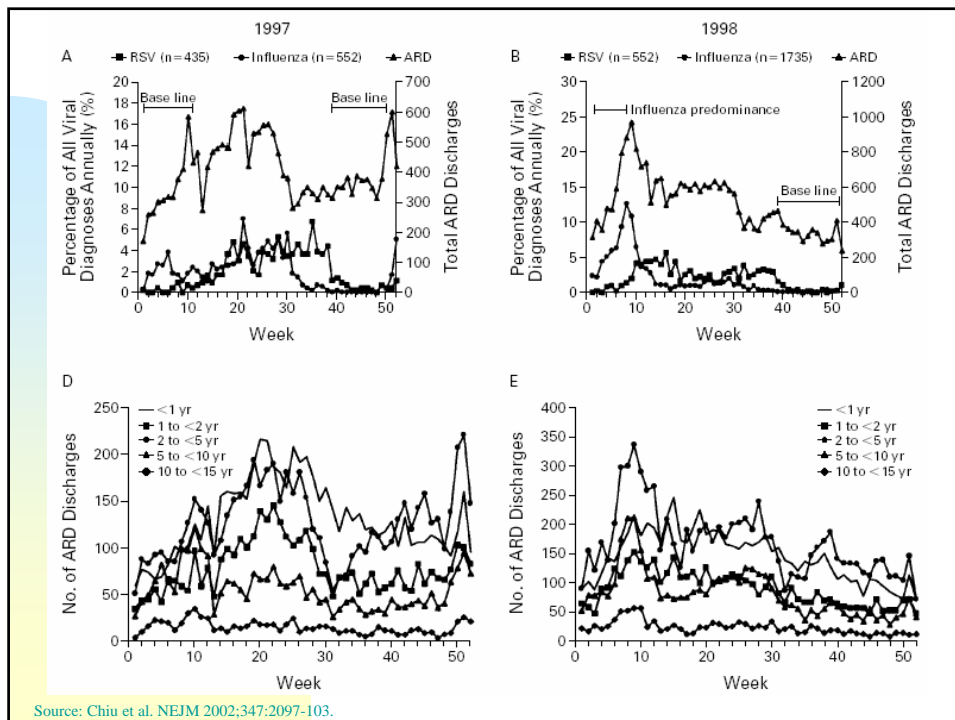 1997
A
RSV (n=435) Influenza (n=552) ARD
Percentage of All Viral
Diagnoses Annually (%)
20
18
16
14
12
10
8
6
4
2
0
Base line
Base line
700
600
500
400
300
200
100
0
Total ARD Discharges
0 10 20 30 40 50
Week
1998
B
RSV (n=552) Influenza (n=1735) ARD
Percentage of All Viral
Diagnoses Annually (%)
30
25
20
15
10
5
0
Influenza predominance
Base line
1200
1000
800
600
400
200
0
Total ARD Discharges
0 10 20 30 40 50
Week
D
No. of ARD Discharges
250
200
150
100
50
0
<1 yr
1 to <2 yr
2 to <5 yr
5 to <10 yr
10 to <15 yr
0 10 20 30 40 50
Week
E
No. of ARD Discharges
400
350
300
250
200
150
100
50
0
<1 yr
1 to <2 yr
2 to <5 yr
5 to <10 yr
10 to <15 yr
0 10 20 30 40 50
Week
Source: Chiu et al. NEJM 2002;347:2097-103.